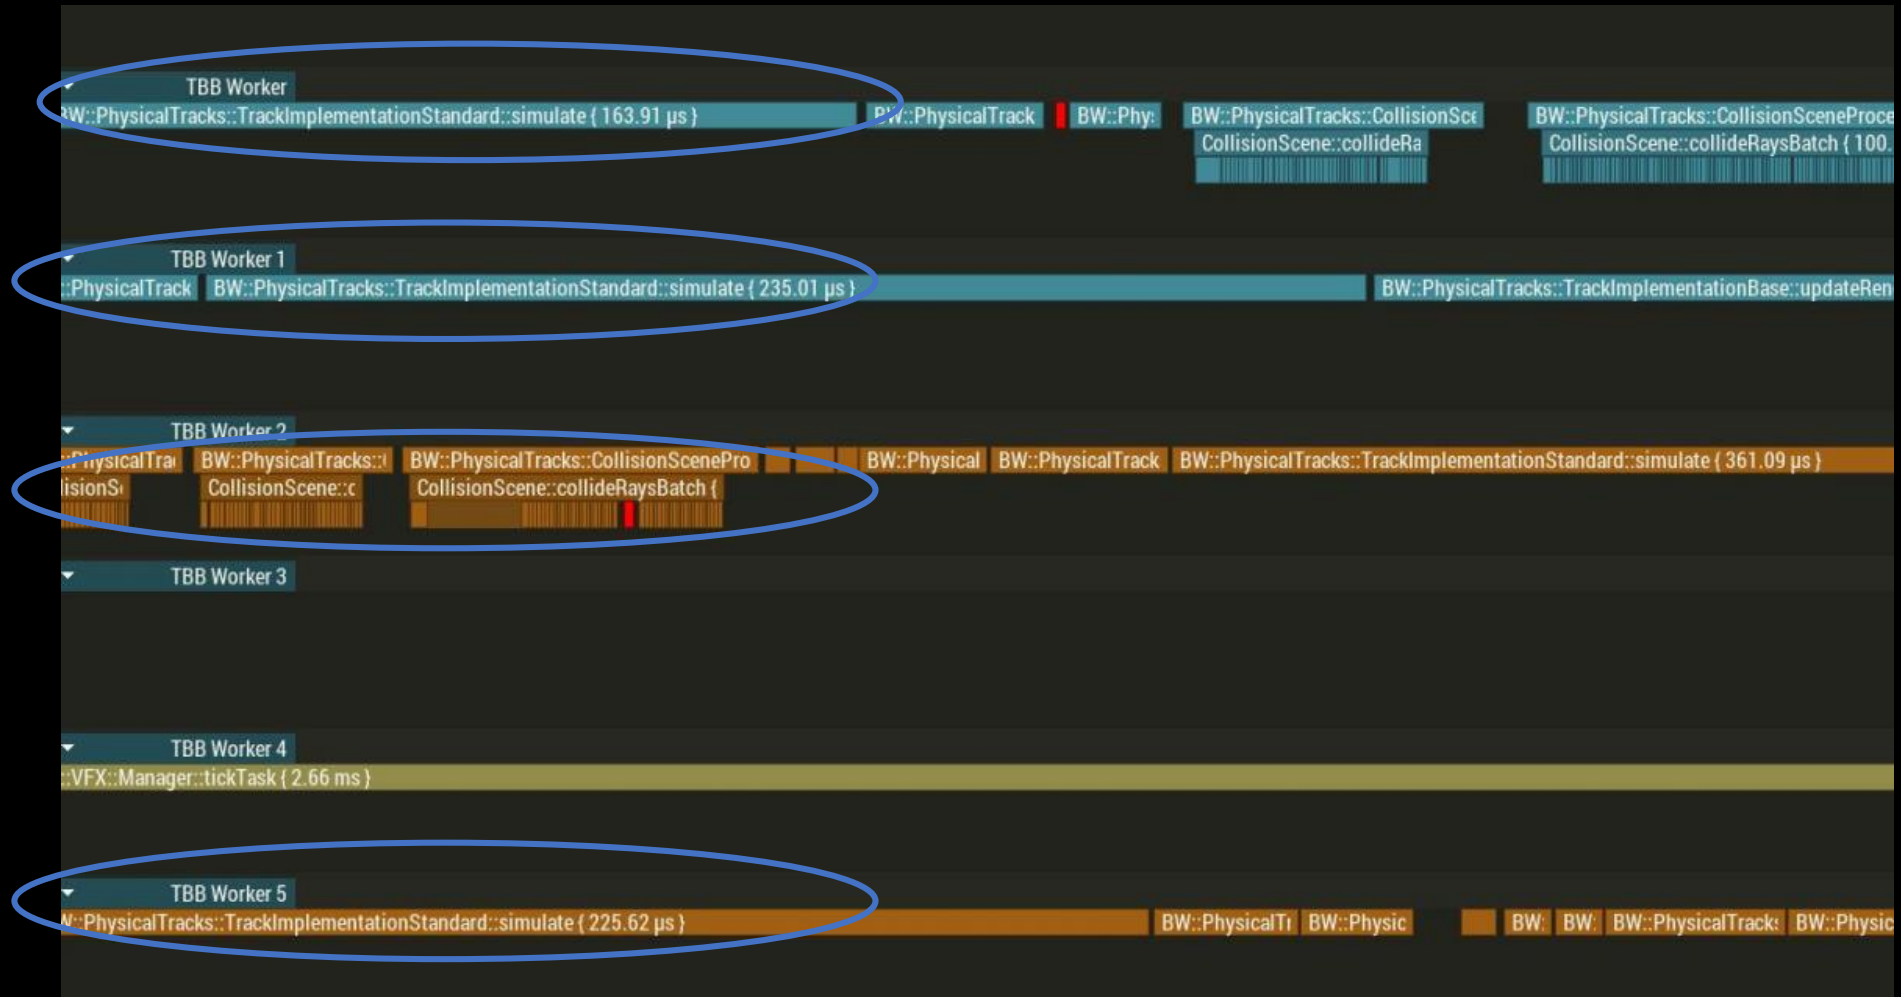 TBB Worker
BW::PhysicalTracks::TrackImplementationStandard::simulate { 163.91 µs } BW::PhysicalTrack BW::Phy: BW::PhysicalTracks::CollisionSce BW::PhysicalTracks::CollisionSceneProce
CollisionScene::collideRa CollisionScene::collideRaysBatch { 100.
TBB Worker 1
::PhysicalTrack BW::PhysicalTracks::TrackImplementationStandard::simulate { 235.01 µs } BW::PhysicalTracks::TrackImplementationBase::updateRen
TBB Worker 2
::PhysicalTra BW::PhysicalTracks:: BW::PhysicalTracks::CollisionScenePro BW::Physical BW::PhysicalTrack BW::PhysicalTracks::TrackImplementationStandard::simulate { 361.09 µs }
lisionS CollisionScene::c CollisionScene::collideRaysBatch {
TBB Worker 3
TBB Worker 4
::VFX::Manager::tickTask { 2.66 ms }
TBB Worker 5
W::PhysicalTracks::TrackImplementationStandard::simulate { 225.62 µs } BW::PhysicalTr BW::Physic BW: BW: BW::PhysicalTracks BW::Physic